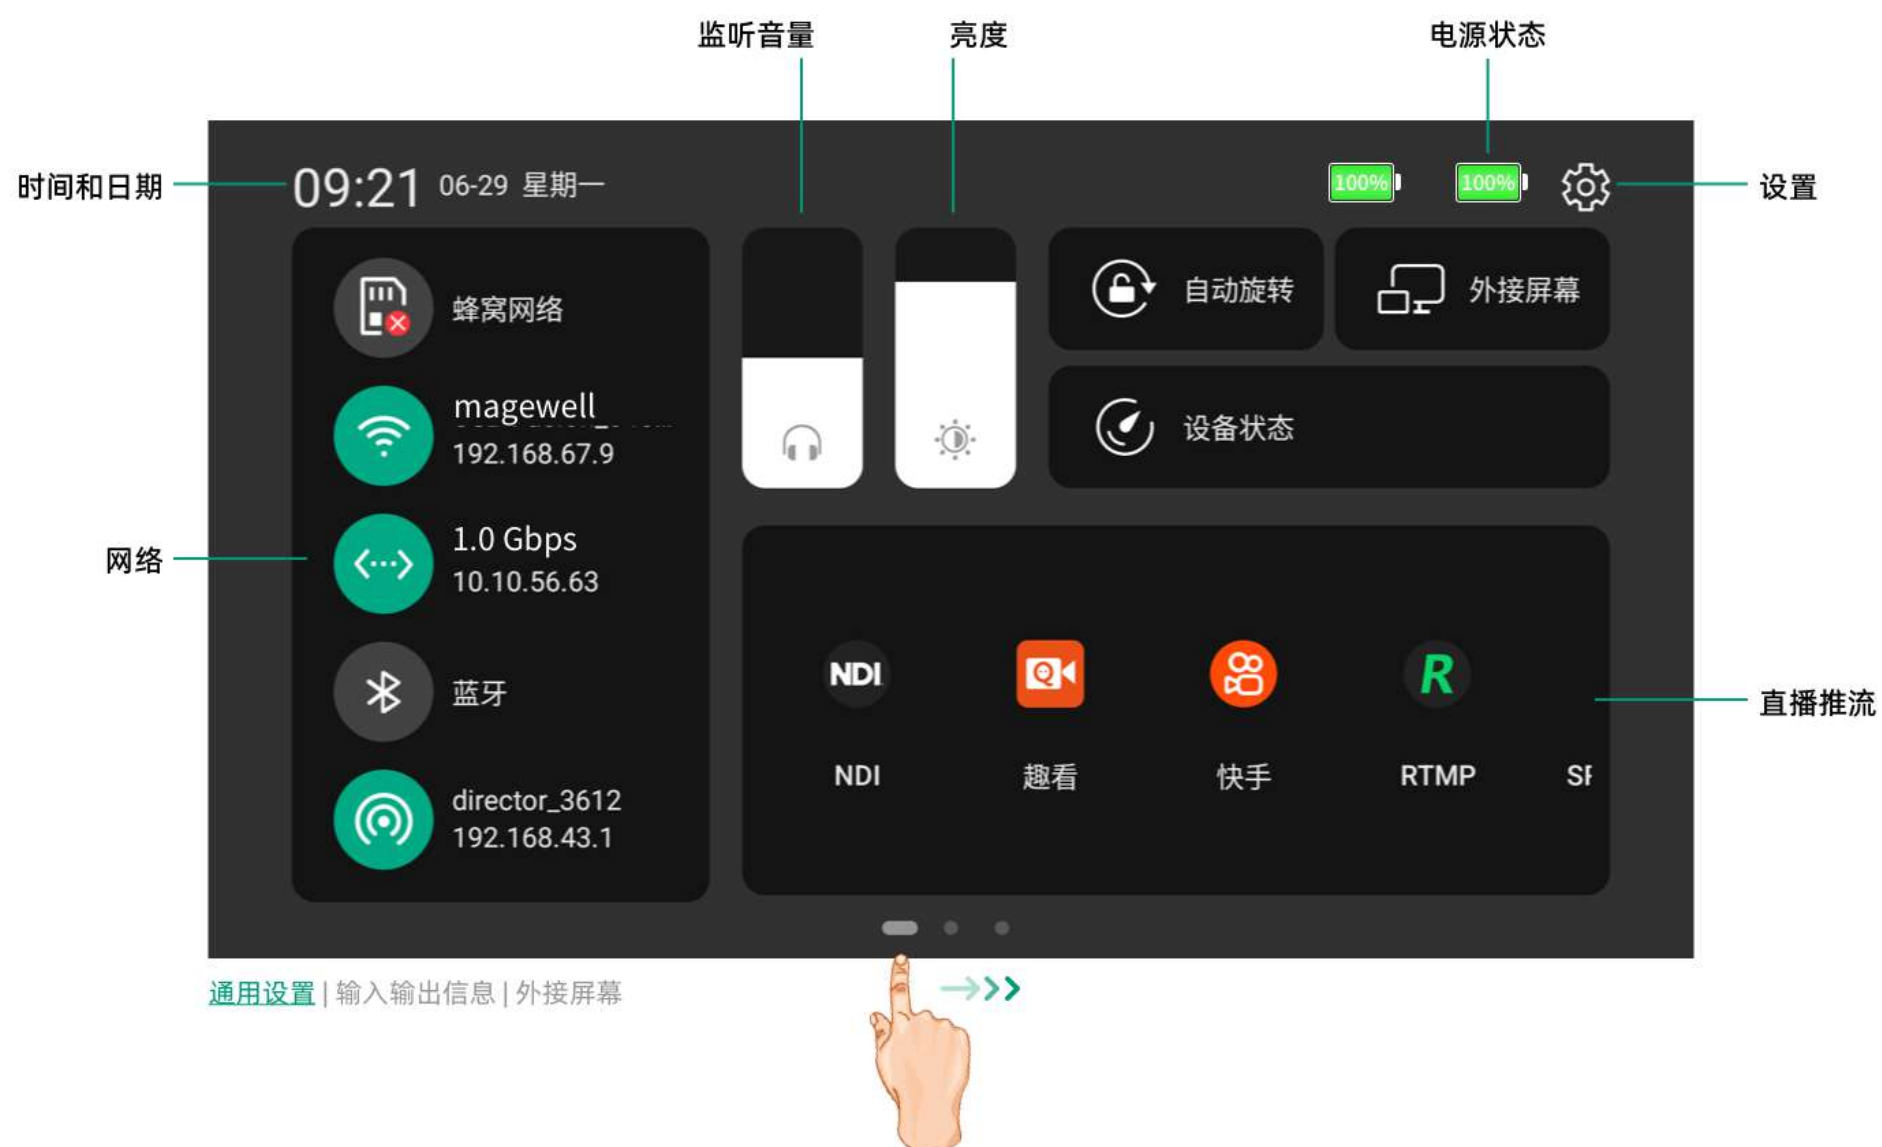 监听音量
亮度
电源状态
时间和日期
09:21 06-29 星期一
100%
100%
设置
蜂窝网络
magewell
192.168.67.9
网络
1.0 Gbps
10.10.56.63
蓝牙
director_3612
192.168.43.1
自动旋转
外接屏幕
设备状态
NDI
R
NDI
趣看
快手
RTMP
直播推流
通用设置 | 输入输出信息 | 外接屏幕